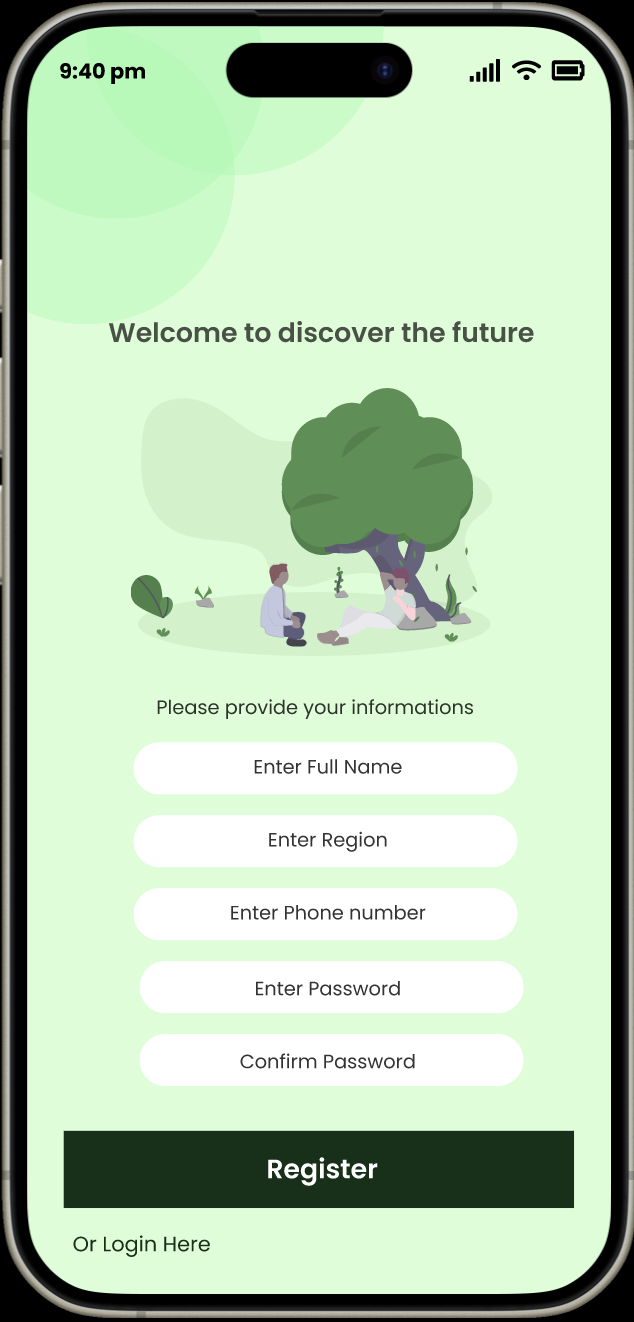 9:40 pm
Welcome to discover the future
Please provide your informations
Enter Full Name
Enter Region
Enter Phone number
Enter Password
Confirm Password
Register
Or Login Here